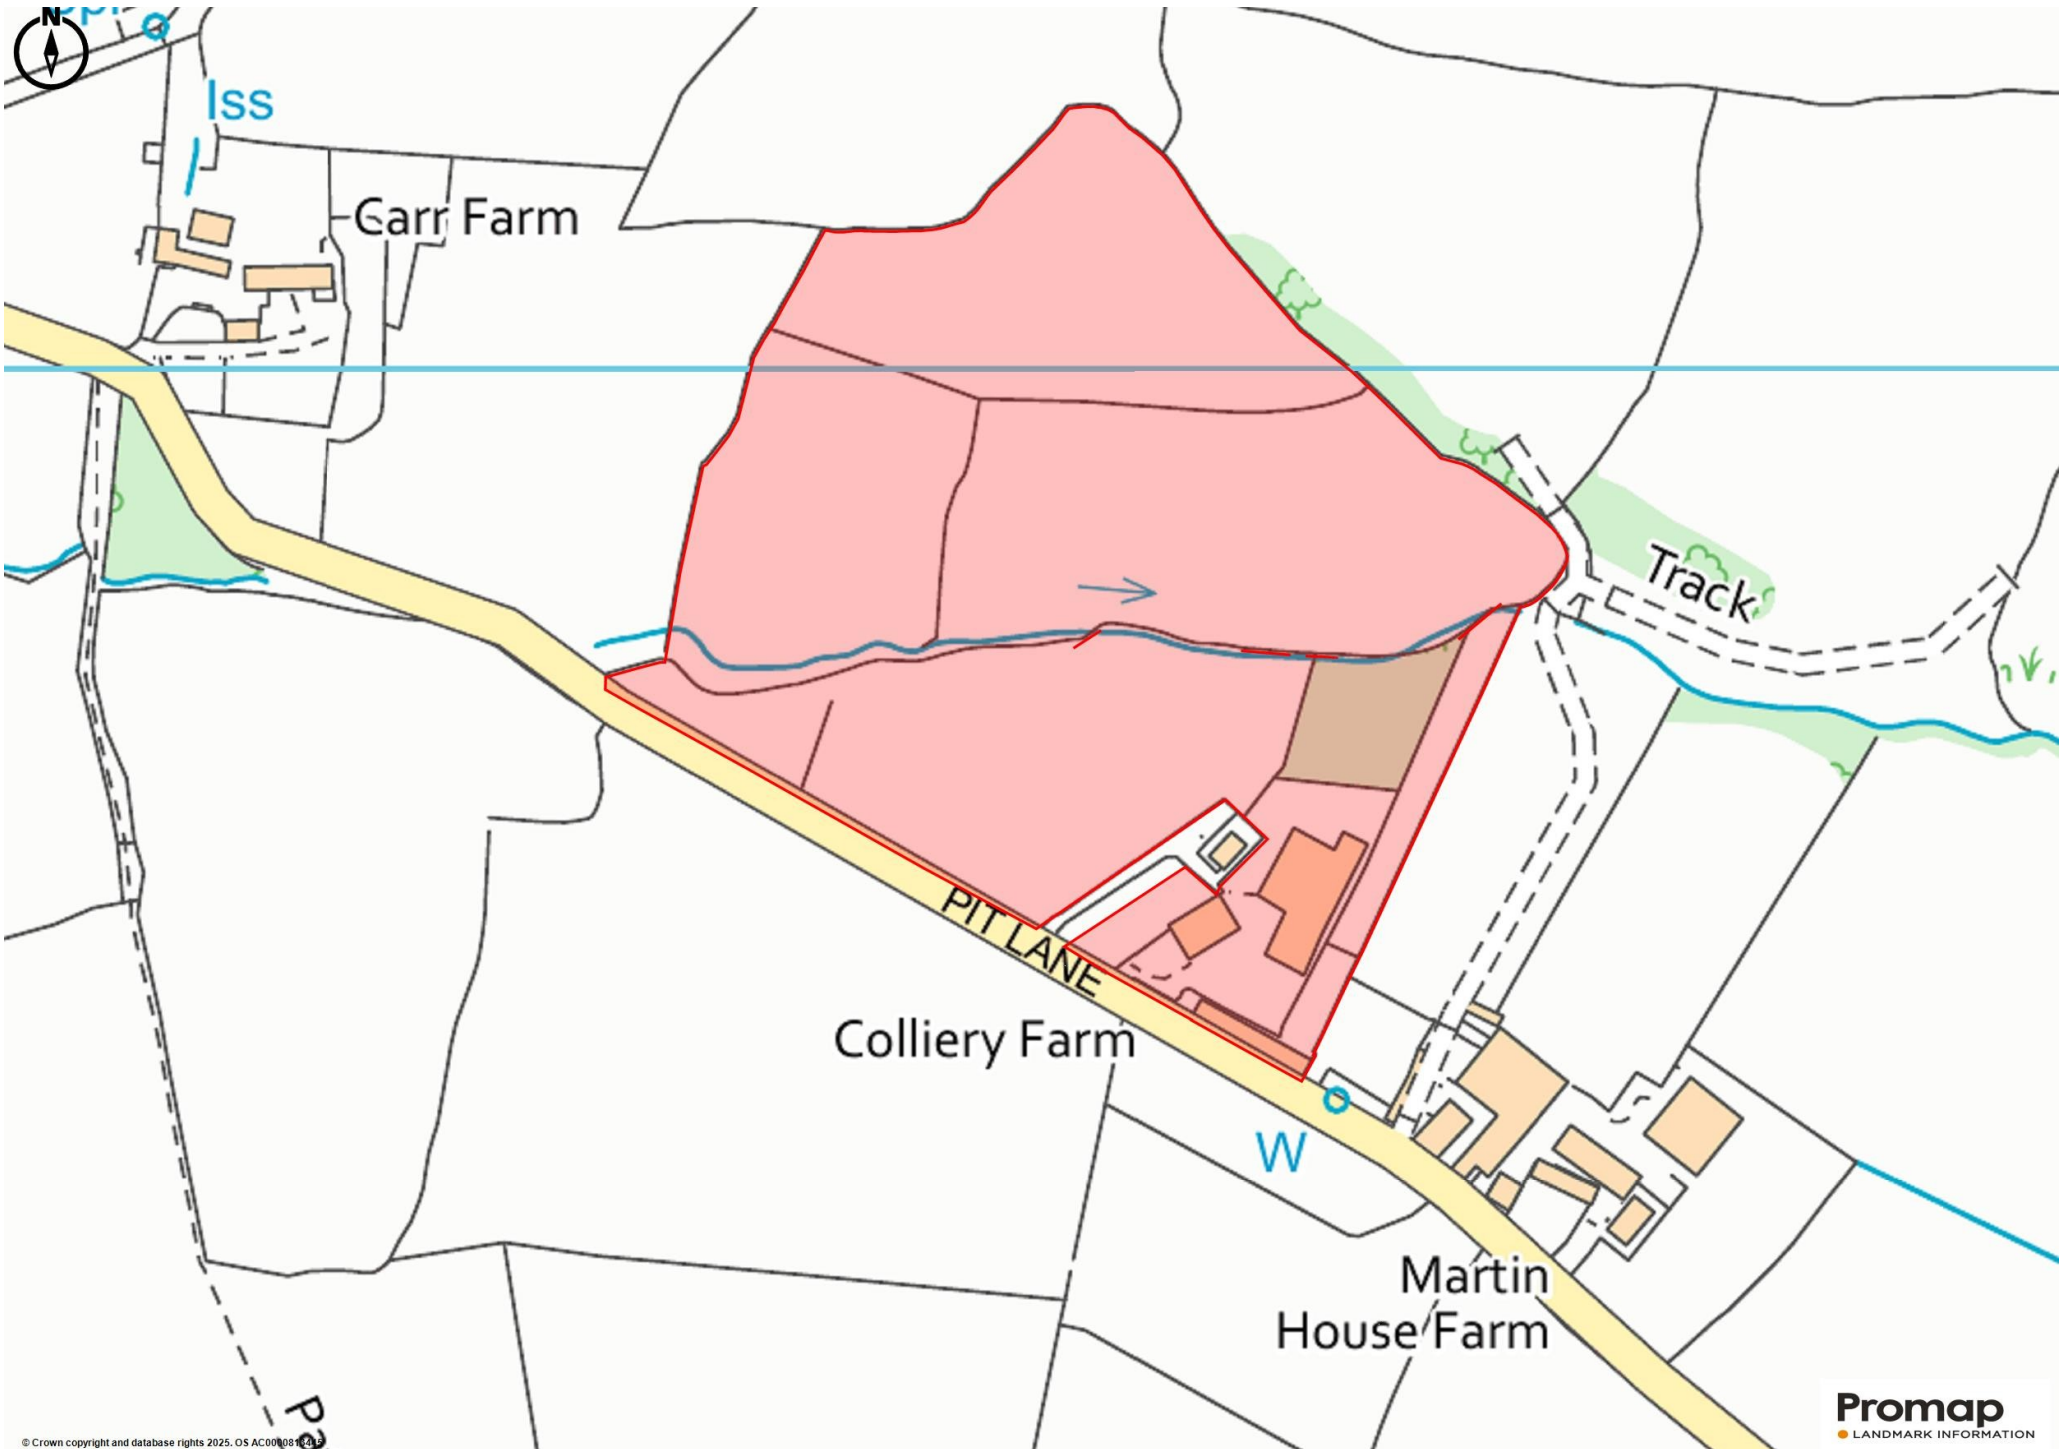 N
Iss
Carr Farm
Track
PIT LANE
Colliery Farm
W
Martin
House Farm
Pa
Promap
LANDMARK INFORMATION
© Crown copyright and database rights 2025. OS